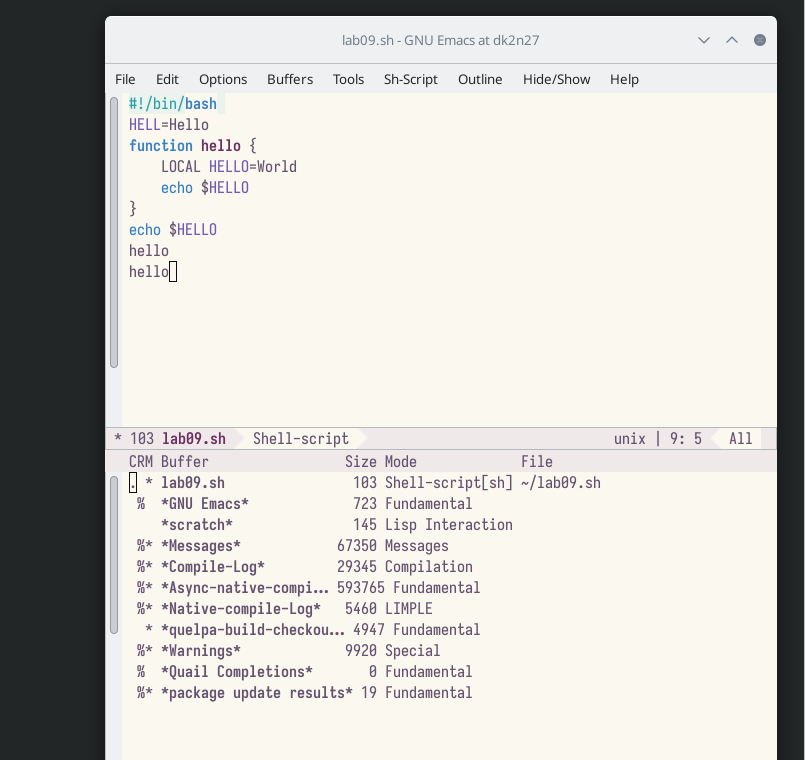 lab09.sh - GNU Emacs at dk2n27
File Edit Options Buffers Tools Sh-Script Outline Hide/Show Help
#!/bin/bash
HELL=Hello
function hello {
    LOCAL HELLO=World
    echo $HELLO
}
echo $HELLO
hello
hello
* 103 lab09.sh Shell-script unix | 9: 5 All
CRM Buffer Size Mode File
. * lab09.sh 103 Shell-script[sh] ~/lab09.sh
% *GNU Emacs* 723 Fundamental
*scratch* 145 Lisp Interaction
%* *Messages* 67350 Messages
%* *Compile-Log* 29345 Compilation
%* *Async-native-compi... 593765 Fundamental
%* *Native-compile-Log* 5460 LIMPLE
* *quelpa-build-checkou... 4947 Fundamental
%* *Warnings* 9920 Special
% *Quail Completions* 0 Fundamental
%* *package update results* 19 Fundamental